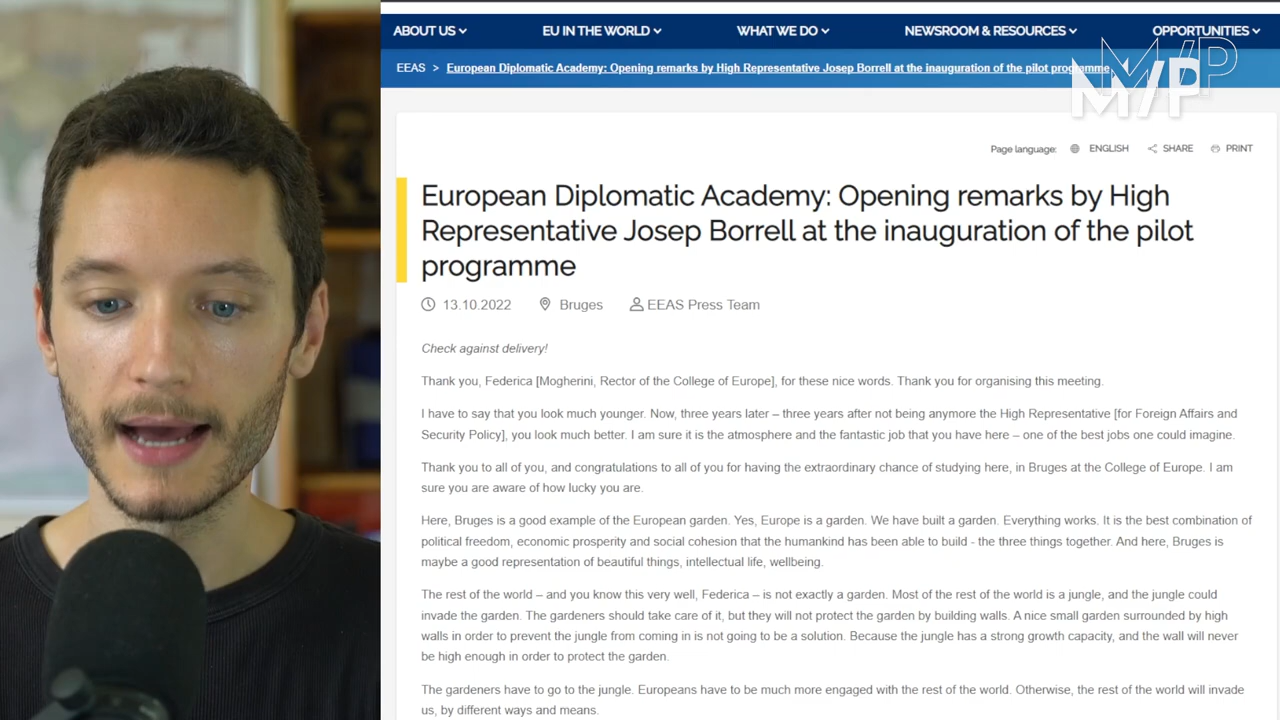 ABOUT US
EU IN THE WORLD
WHAT WE DO
NEWSROOM & RESOURCES
OPPORTUNITIES
EEAS > European Diplomatic Academy: Opening remarks by High Representative Josep Borrell at the inauguration of the pilot programme
M/P
M/P
Page language: ENGLISH SHARE PRINT
European Diplomatic Academy: Opening remarks by High
Representative Josep Borrell at the inauguration of the pilot
programme
13.10.2022 Bruges EEAS Press Team
Check against delivery!
Thank you, Federica [Mogherini, Rector of the College of Europe], for these nice words. Thank you for organising this meeting.
I have to say that you look much younger. Now, three years later – three years after not being anymore the High Representative [for Foreign Affairs and
Security Policy], you look much better. I am sure it is the atmosphere and the fantastic job that you have here – one of the best jobs one could imagine.
Thank you to all of you, and congratulations to all of you for having the extraordinary chance of studying here, in Bruges at the College of Europe. I am
sure you are aware of how lucky you are.
Here, Bruges is a good example of the European garden. Yes, Europe is a garden. We have built a garden. Everything works. It is the best combination of
political freedom, economic prosperity and social cohesion that the humankind has been able to build - the three things together. And here, Bruges is
maybe a good representation of beautiful things, intellectual life, wellbeing.
The rest of the world – and you know this very well, Federica – is not exactly a garden. Most of the rest of the world is a jungle, and the jungle could
invade the garden. The gardeners should take care of it, but they will not protect the garden by building walls. A nice small garden surrounded by high
walls in order to prevent the jungle from coming in is not going to be a solution. Because the jungle has a strong growth capacity, and the wall will never
be high enough in order to protect the garden.
The gardeners have to go to the jungle. Europeans have to be much more engaged with the rest of the world. Otherwise, the rest of the world will invade
us, by different ways and means.